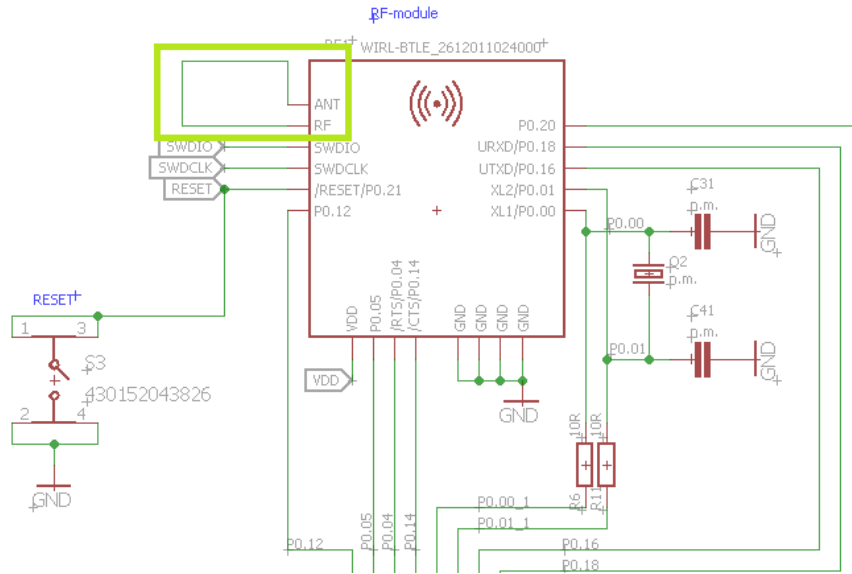 RF-module
RF1 WIRL-BTLE_2612011024000
ANT
RF
P0.20
SWDIO
SWDIO
URXD/P0.18
SWDCLK
SWDCLK
UTXD/P0.16
RESET
/RESET/P0.21
XL2/P0.01
P0.12
XL1/P0.00
C31
p.m.
P0.00
GND
Q2
p.m.
VDD
P0.05
/RTS/P0.04
/CTS/P0.14
GND
GND
GND
GND
RESET
1
3
C41
p.m.
P0.01
GND
S3
VDD
430152043826
GND
2
4
10R
10R
GND
R6
R11
P0.00_1
P0.01_1
P0.12
P0.05
P0.04
P0.14
P0.16
P0.18